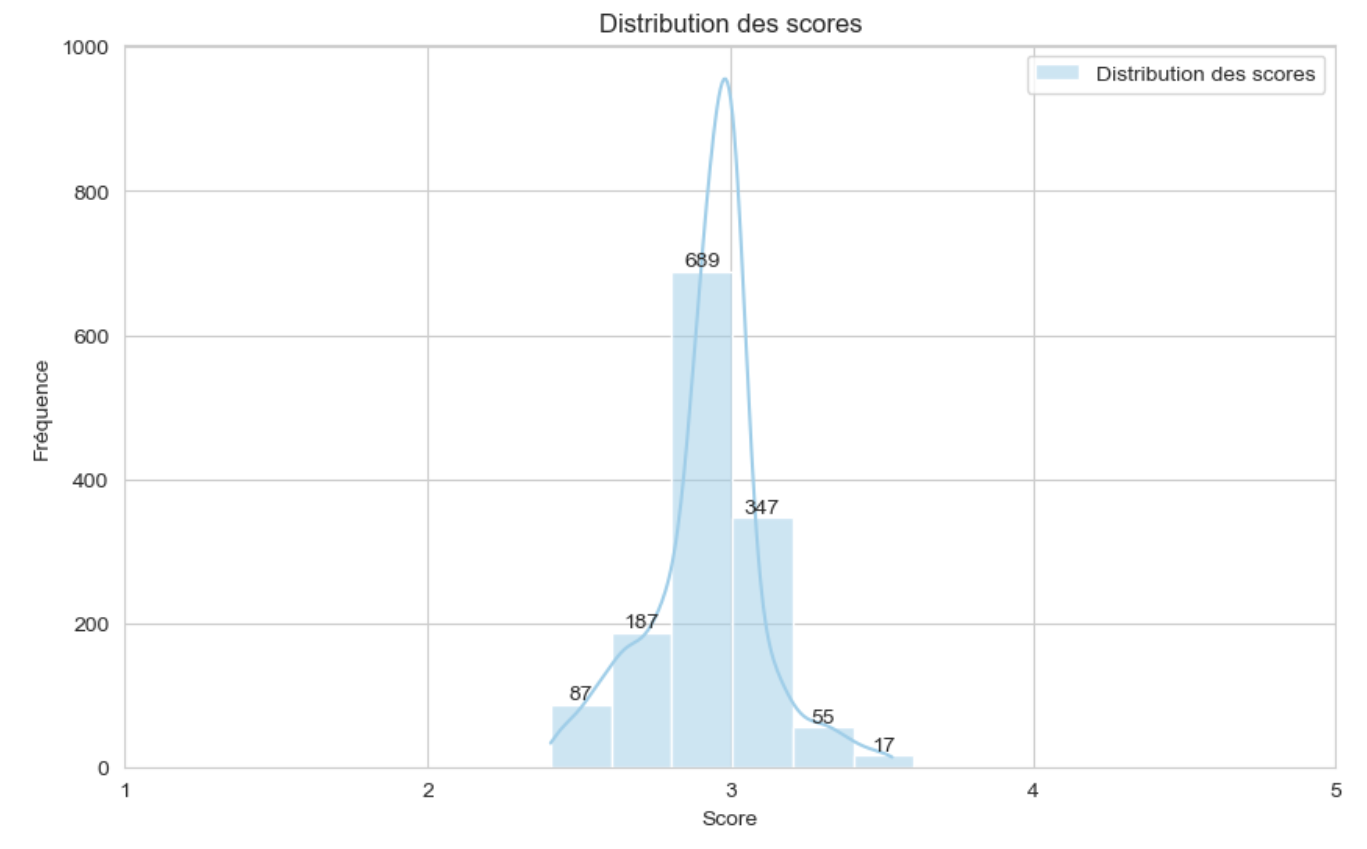 Distribution des scores
1000
Distribution des scores
800
689
600
Fréquence
400
347
200
187
87
55
17
0
1 2 3 4 5
Score